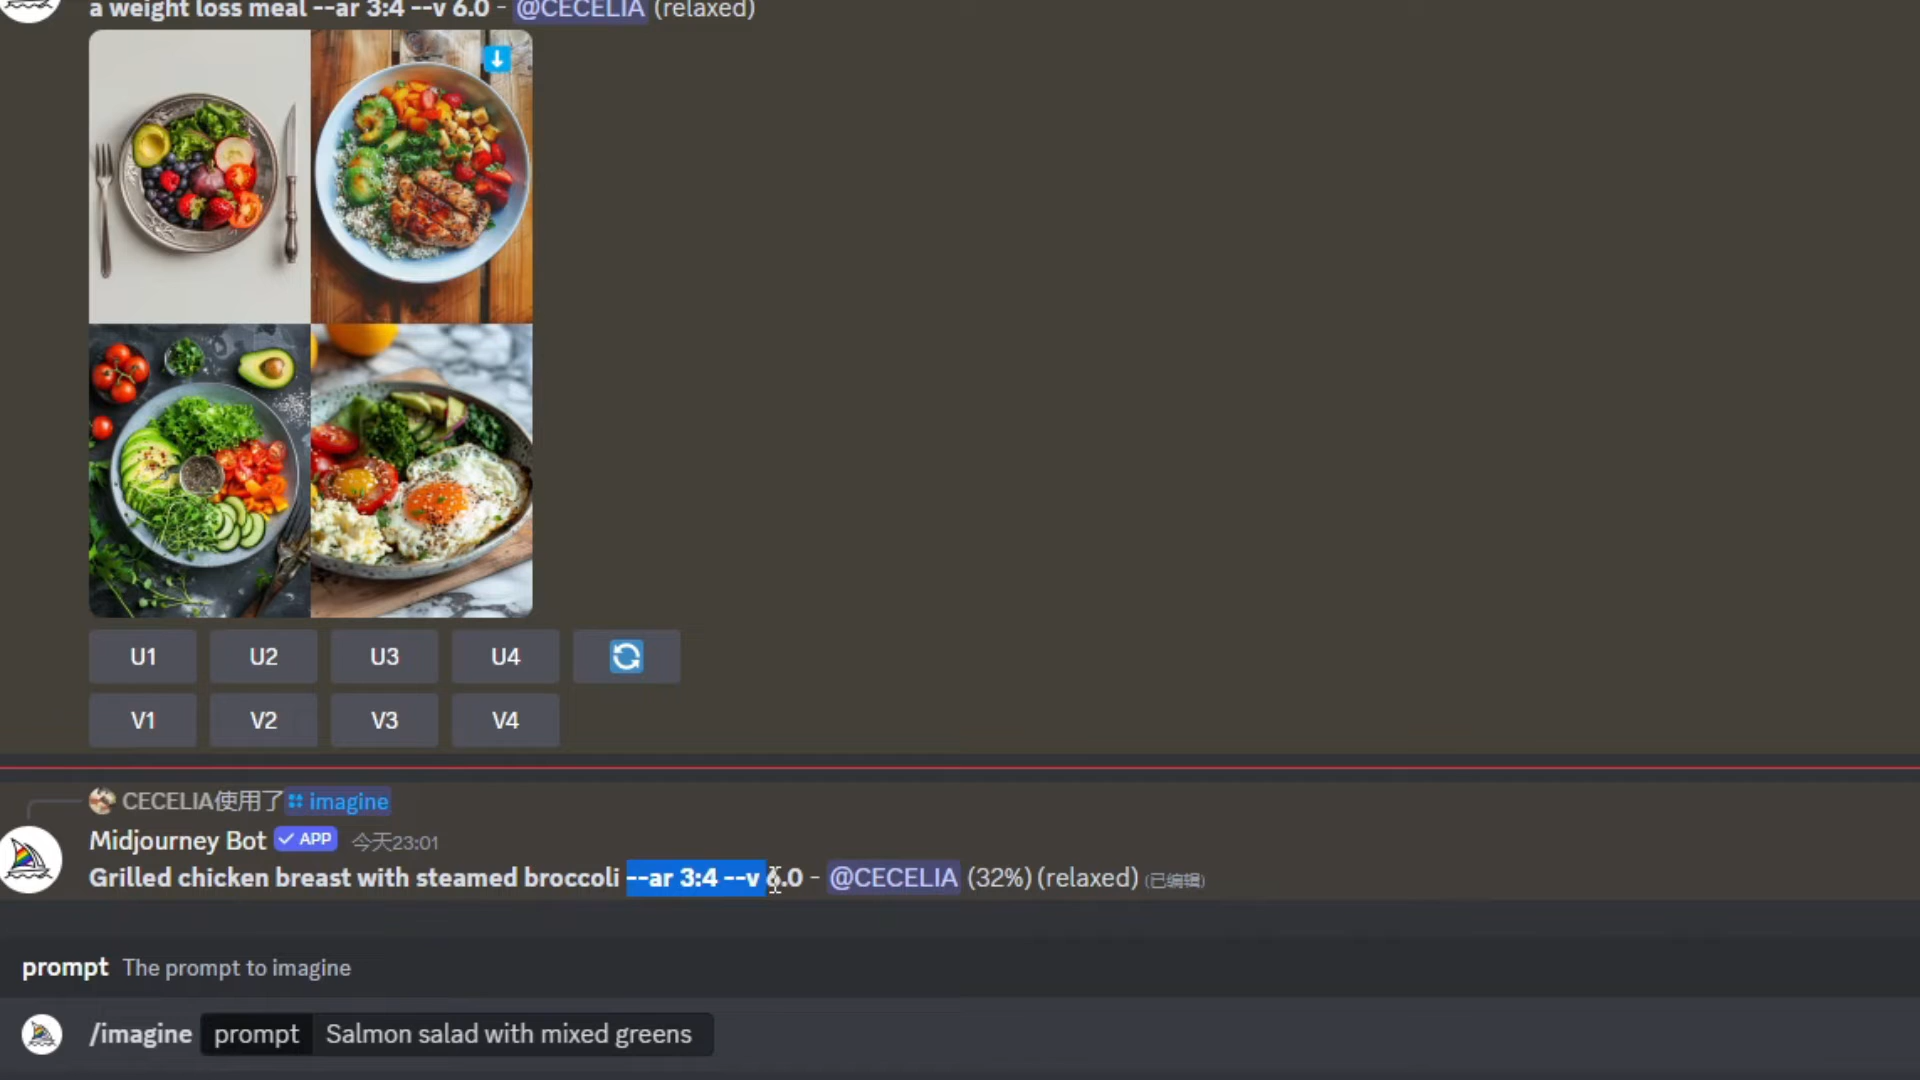 a weight loss meal --ar 3:4 --v 6.0 - @CECELIA (relaxed)
U1 U2 U3 U4
V1 V2 V3 V4
CECELIA使用了 imagine
Midjourney Bot APP 今天23:01
Grilled chicken breast with steamed broccoli --ar 3:4 --v 6.0 - @CECELIA (32%) (relaxed) (已编辑)
prompt The prompt to imagine
/imagine prompt Salmon salad with mixed greens